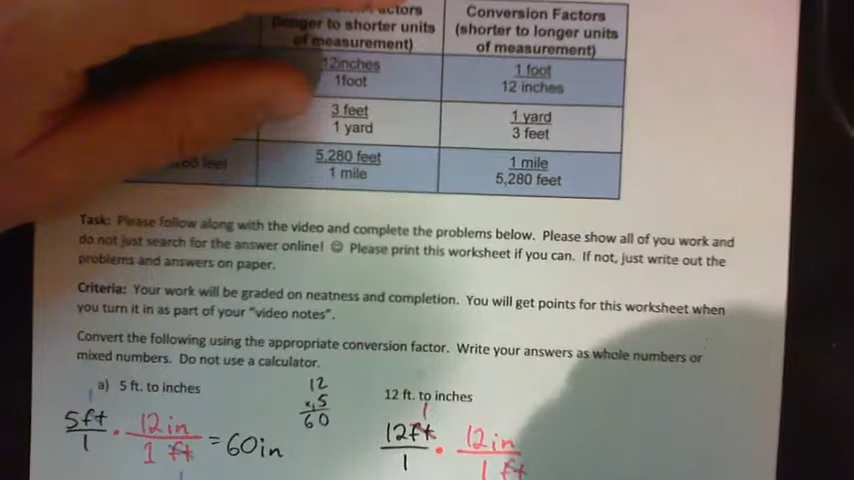 Conversion Factors
(shorter to longer units
of measurement)
(longer to shorter units
of measurement)
12inches
1foot
1 foot
12 inches
3 feet
1 yard
1 yard
3 feet
5,280 feet
1 mile
1 mile
5,280 feet
Task: Please follow along with the video and complete the problems below. Please show all of you work and
do not just search for the answer online! ☺ Please print this worksheet if you can. If not, just write out the
problems and answers on paper.
Criteria: Your work will be graded on neatness and completion. You will get points for this worksheet when
you turn it in as part of your "video notes".
Convert the following using the appropriate conversion factor. Write your answers as whole numbers or
mixed numbers. Do not use a calculator.
a) 5 ft. to inches
12
x 5
60
12 ft. to inches
1
5ft
1
· 12in
1 ft
= 60in
1
12ft
1
· 12in
1 ft